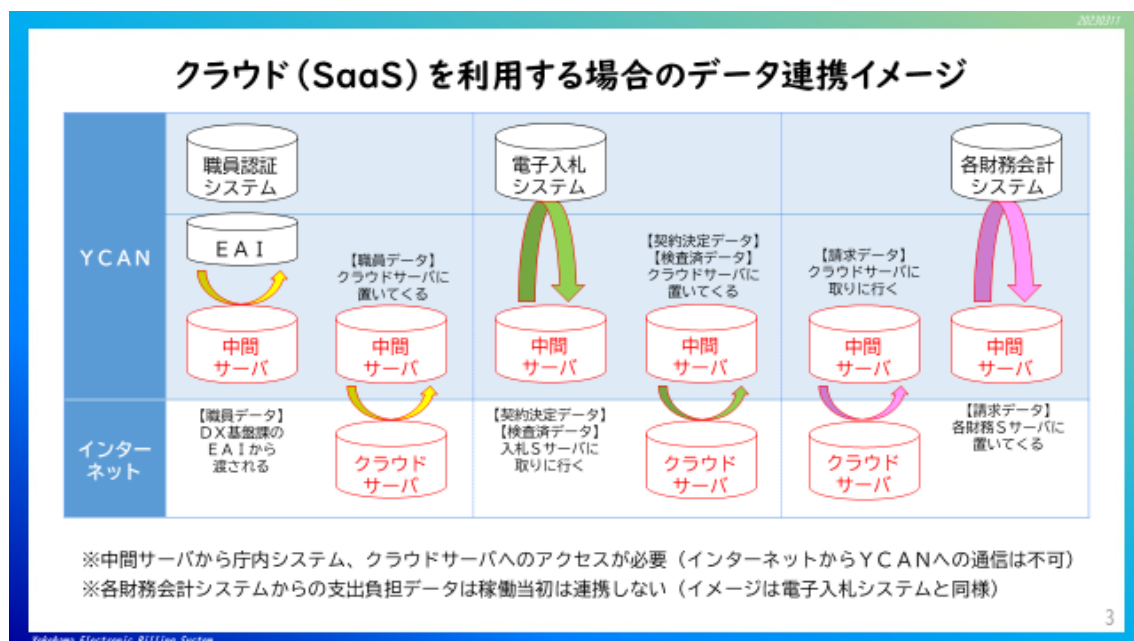 20230311
クラウド（SaaS）を利用する場合のデータ連携イメージ
ＹＣＡＮ
職員認証
システム
ＥＡＩ
【職員データ】
クラウドサーバに
置いてくる
中間
サーバ
中間
サーバ
電子入札
システム
【契約決定データ】
【検査済データ】
クラウドサーバに
置いてくる
中間
サーバ
中間
サーバ
各財務会計
システム
【請求データ】
クラウドサーバに
取りに行く
中間
サーバ
中間
サーバ
インター
ネット
【職員データ】
ＤＸ基盤課の
ＥＡＩから
渡される
クラウド
サーバ
【契約決定データ】
【検査済データ】
入札Ｓサーバに
取りに行く
クラウド
サーバ
クラウド
サーバ
【請求データ】
各財務Ｓサーバに
置いてくる
※中間サーバから庁内システム、クラウドサーバへのアクセスが必要（インターネットからＹＣＡＮへの通信は不可）
※各財務会計システムからの支出負担データは稼働当初は連携しない（イメージは電子入札システムと同様）
3
Yokohama Electronic Billing System